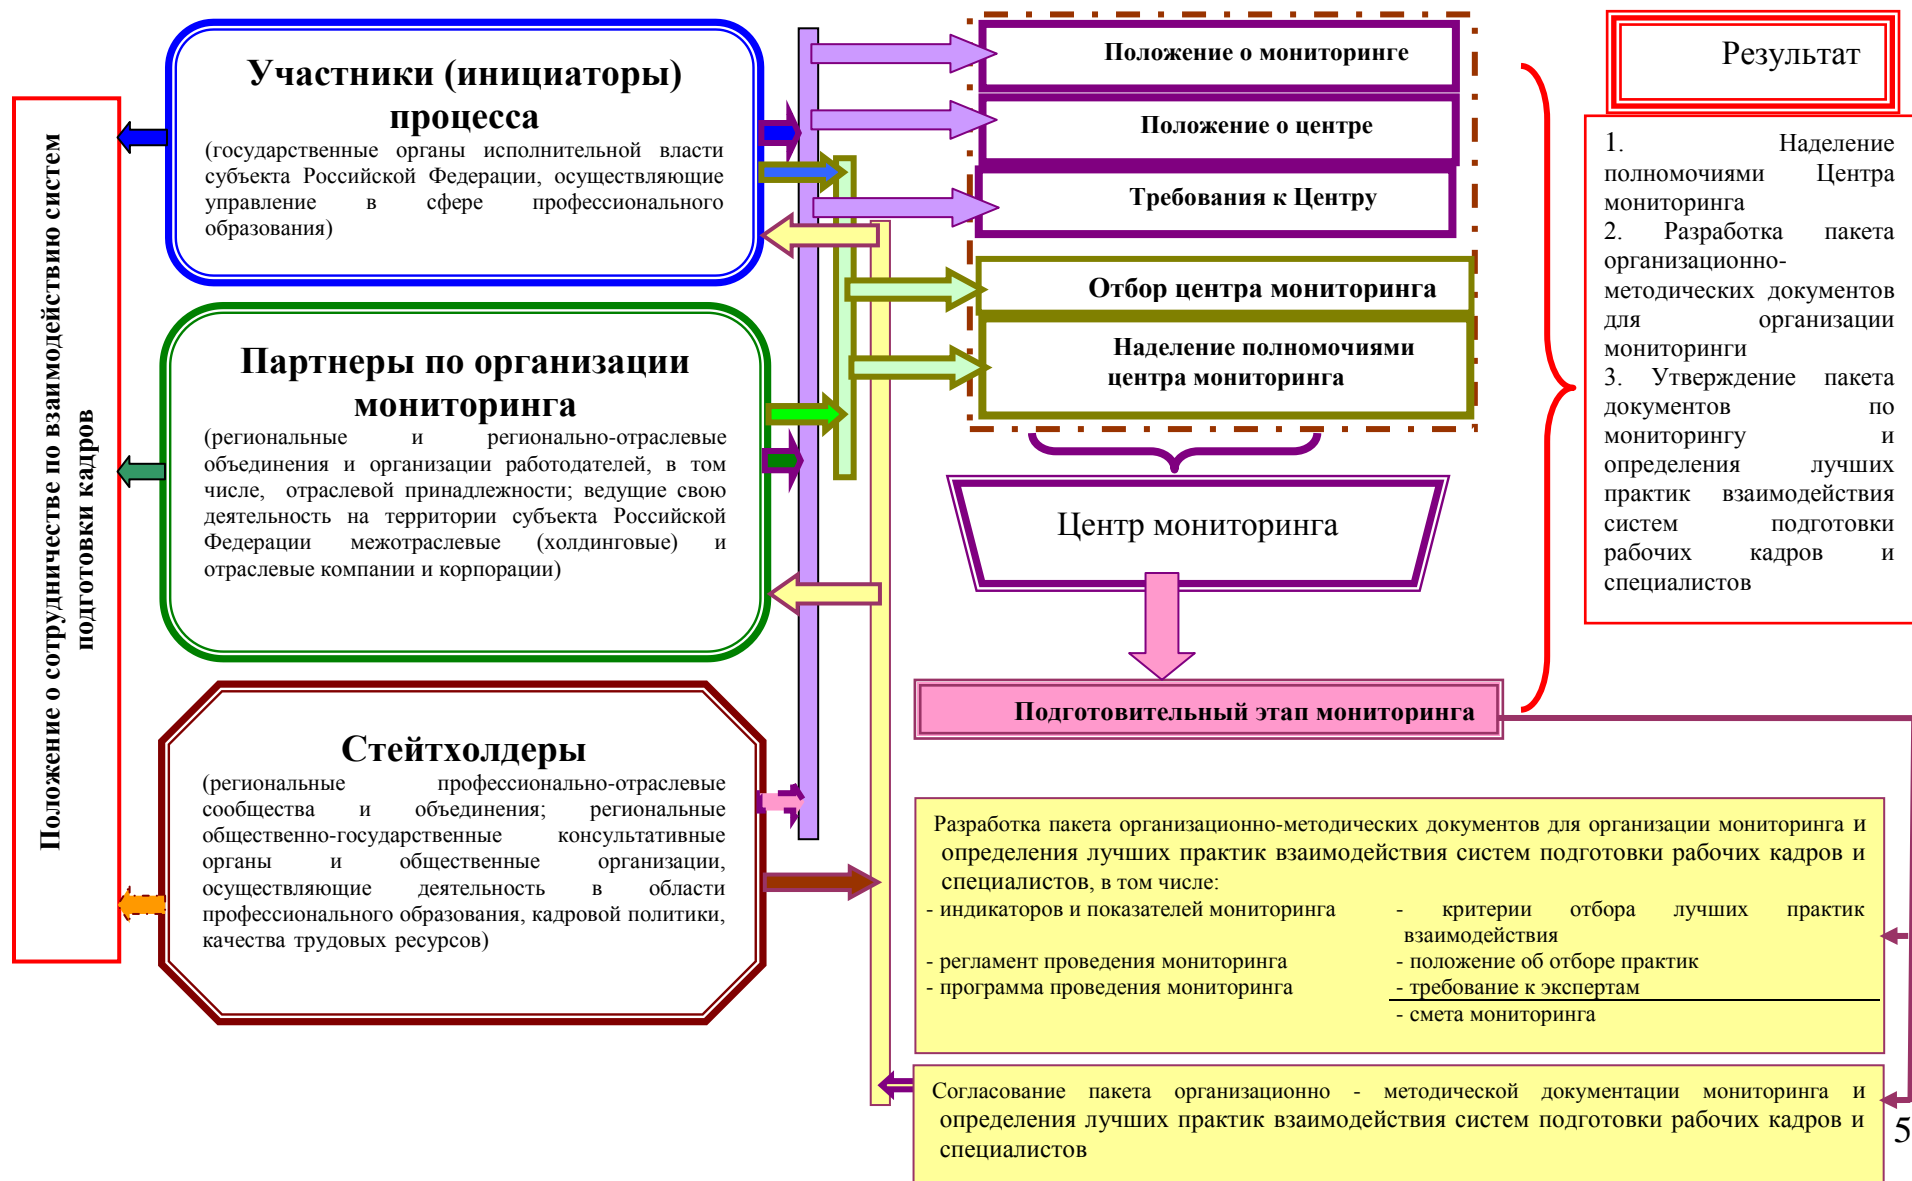 Положение о сотрудничестве по взаимодействию систем
подготовки кадров
Участники (инициаторы)
процесса
(государственные органы исполнительной власти
субъекта Российской Федерации, осуществляющие
управление в сфере профессионального
образования)
Партнеры по организации
мониторинга
(региональные и регионально-отраслевые
объединения и организации работодателей, в том
числе, отраслевой принадлежности; ведущие свою
деятельность на территории субъекта Российской
Федерации межотраслевые (холдинговые) и
отраслевые компании и корпорации)
Стейтхолдеры
(региональные профессионально-отраслевые
сообщества и объединения; региональные
общественно-государственные консультативные
органы и общественные организации,
осуществляющие деятельность в области
профессионального образования, кадровой политики,
качества трудовых ресурсов)
Положение о мониторинге
Положение о центре
Требования к Центру
Отбор центра мониторинга
Наделение полномочиями
центра мониторинга
Центр мониторинга
Подготовительный этап мониторинга
Разработка пакета организационно-методических документов для организации мониторинга и
определения лучших практик взаимодействия систем подготовки рабочих кадров и
специалистов, в том числе:
- индикаторов и показателей мониторинга
- регламент проведения мониторинга
- программа проведения мониторинга
- критерии отбора лучших практик
взаимодействия
- положение об отборе практик
- требование к экспертам
- смета мониторинга
Согласование пакета организационно - методической документации мониторинга и
определения лучших практик взаимодействия систем подготовки рабочих кадров и
специалистов
Результат
1. Наделение
полномочиями Центра
мониторинга
2. Разработка пакета
организационно-
методических документов
для организации
мониторинги
3. Утверждение пакета
документов по
мониторингу и
определения лучших
практик взаимодействия
систем подготовки
рабочих кадров и
специалистов
5